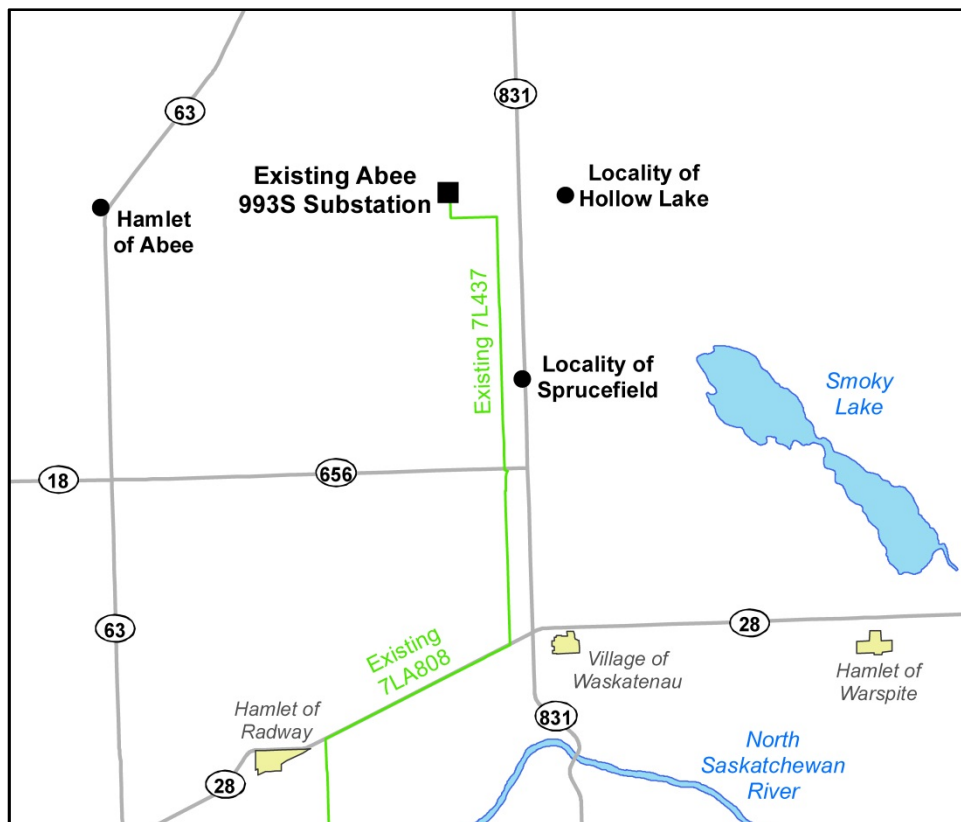 831
63
Existing Abee
993S Substation
Locality of
Hollow Lake
Hamlet
of Abee
Existing 7L437
Locality of
Sprucefield
Smoky
Lake
18
656
63
28
Existing
7LA808
Village of
Waskatenau
Hamlet of
Warspite
Hamlet of
Radway
831
North
Saskatchewan
River
28